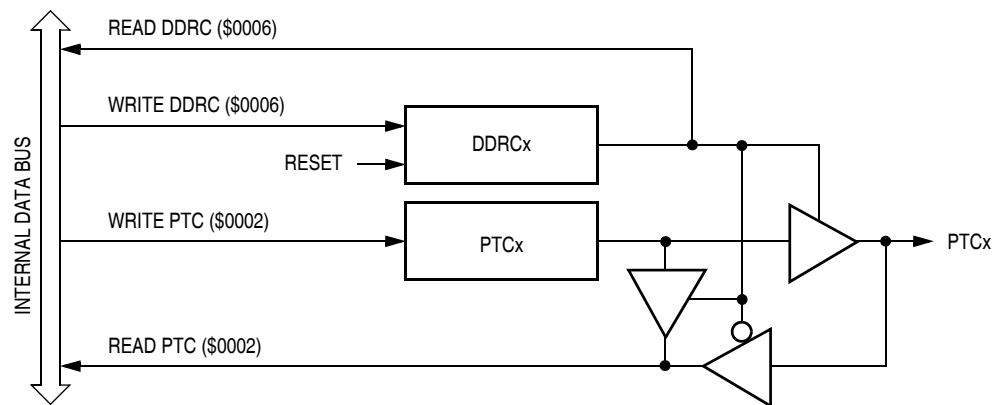 READ DDRC ($0006)
WRITE DDRC ($0006)
DDRCx
RESET
INTERNAL DATA BUS
WRITE PTC ($0002)
PTCx
PTCx
READ PTC ($0002)